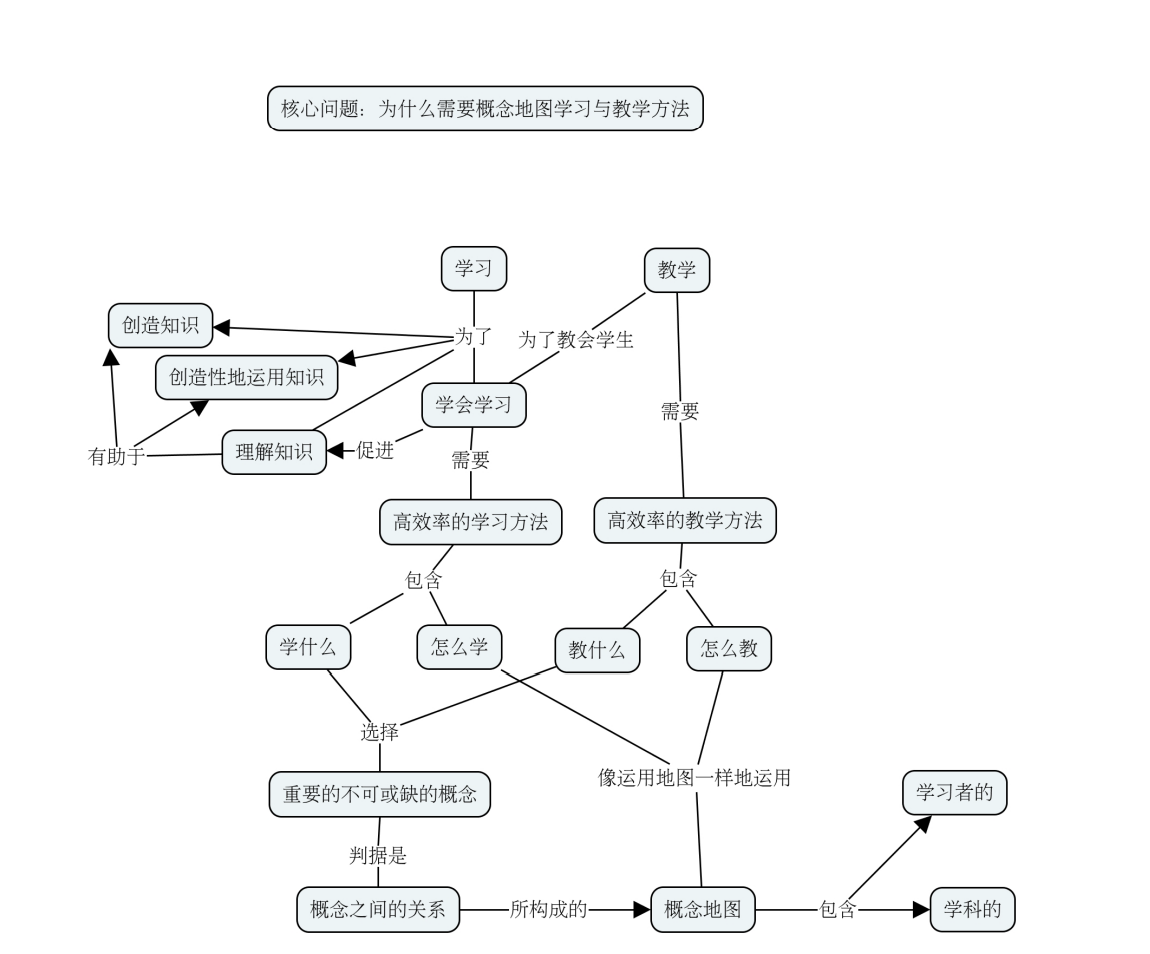 核心问题：为什么需要概念地图学习与教学方法
学习
教学
创造知识
为了
为了教会学生
创造性地运用知识
学会学习
需要
理解知识
促进
有助于
需要
高效率的学习方法
高效率的教学方法
包含
包含
学什么
怎么学
教什么
怎么教
选择
像运用地图一样地运用
重要的不可或缺的概念
学习者的
判据是
概念之间的关系
所构成的
概念地图
包含
学科的